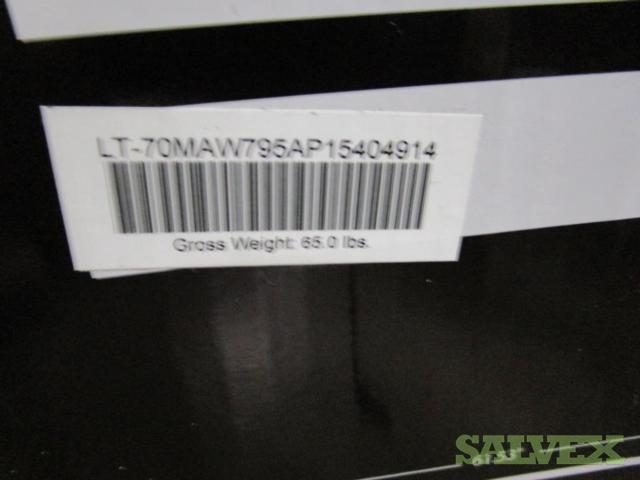 LT-70MAW795AP15404914
Gross Weight: 65.0 lbs.
SALVEX